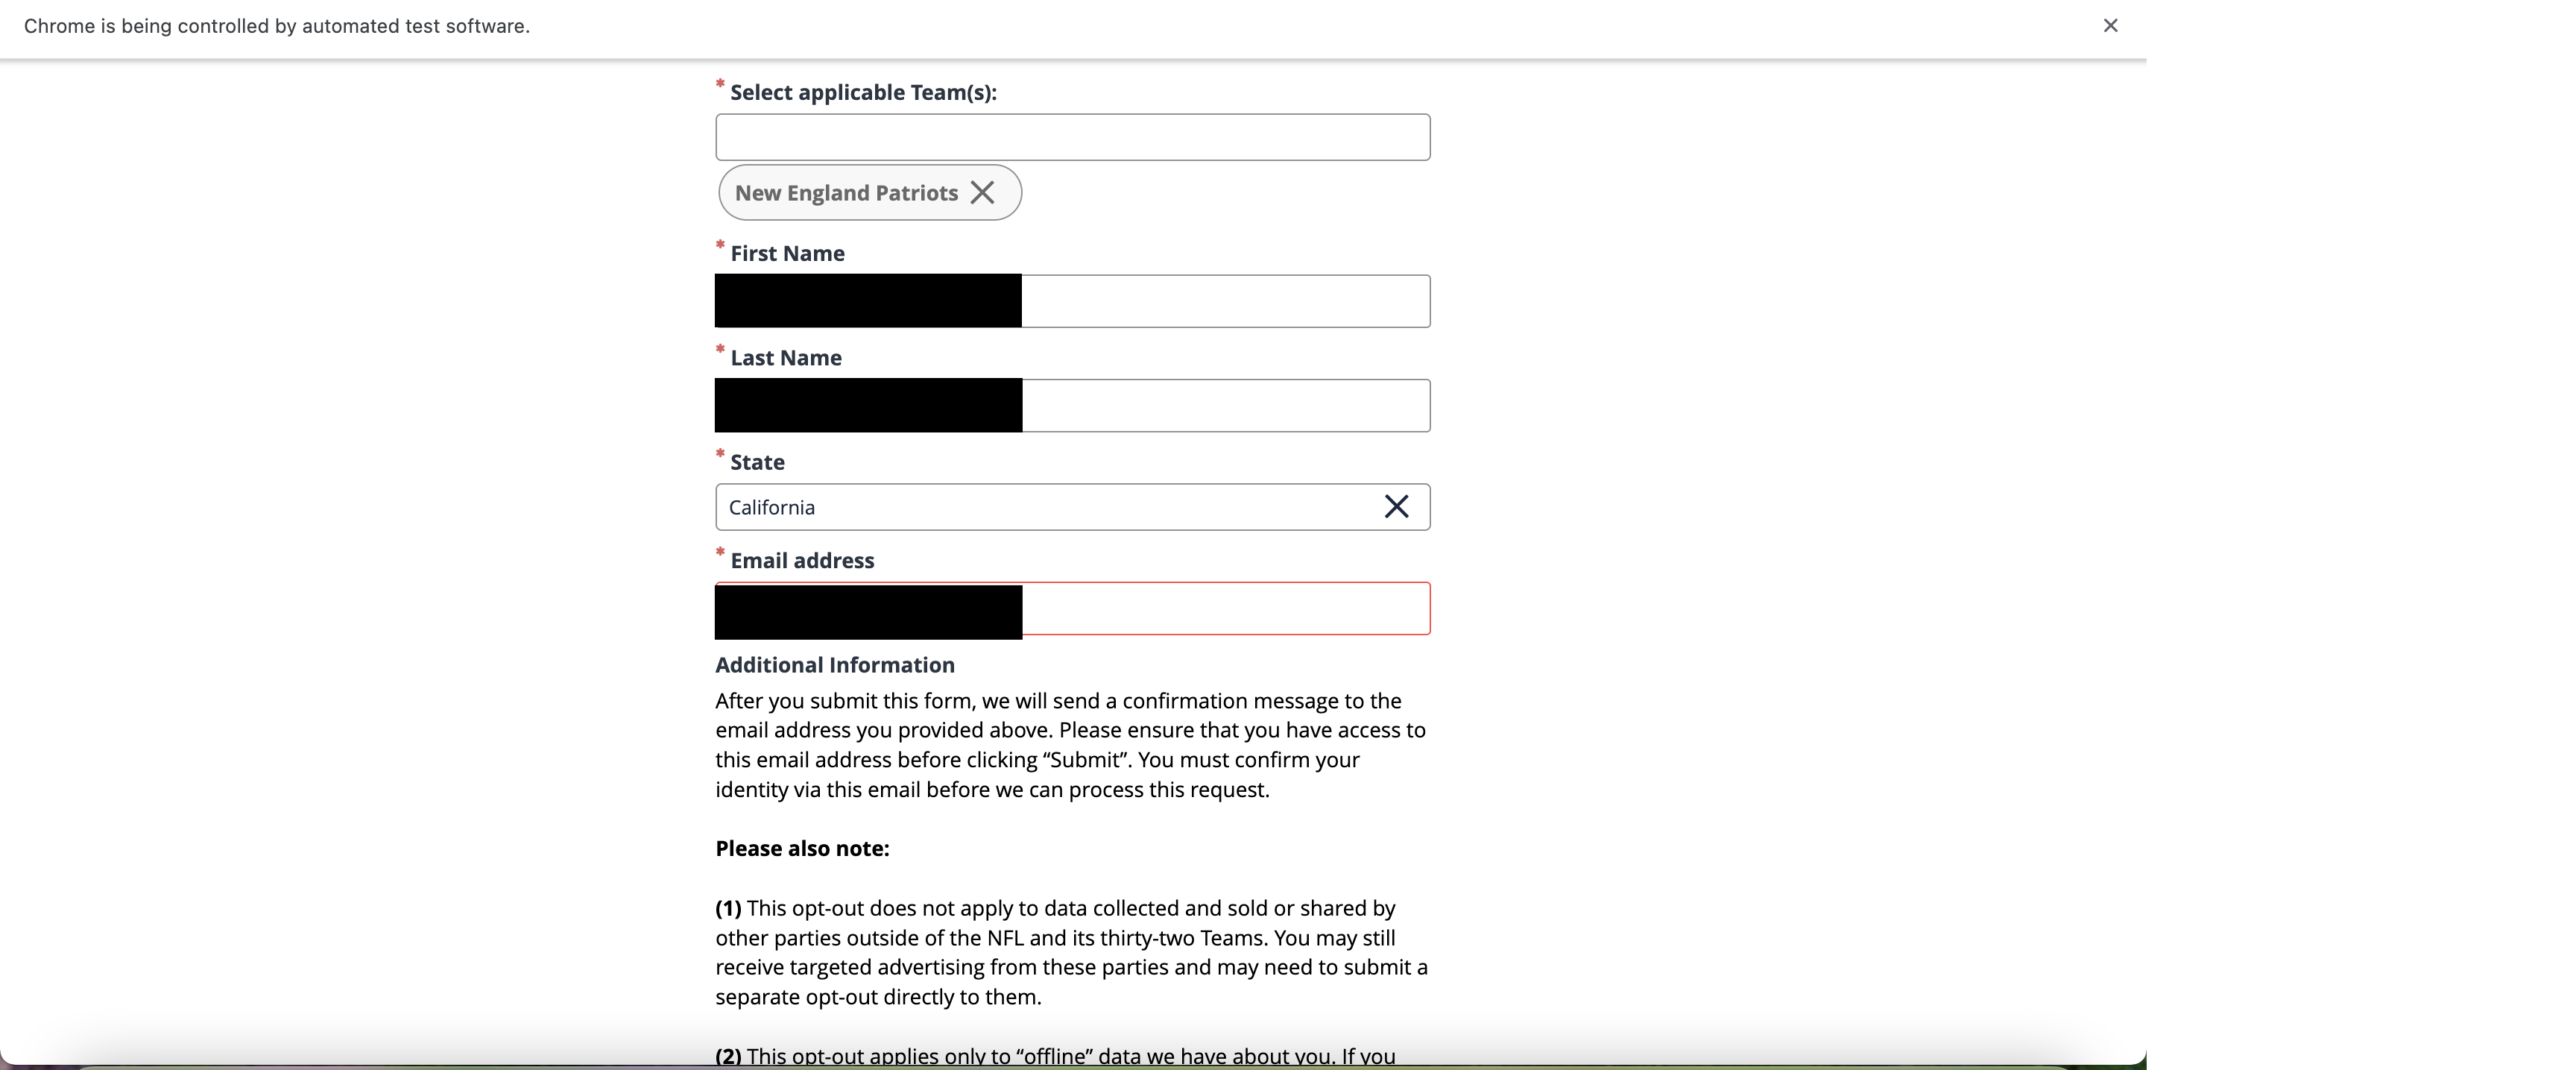 Chrome is being controlled by automated test software.
* Select applicable Team(s):
New England Patriots
* First Name
* Last Name
* State
California
* Email address
Additional Information
After you submit this form, we will send a confirmation message to the
email address you provided above. Please ensure that you have access to
this email address before clicking “Submit”. You must confirm your
identity via this email before we can process this request.
Please also note:
(1) This opt-out does not apply to data collected and sold or shared by
other parties outside of the NFL and its thirty-two Teams. You may still
receive targeted advertising from these parties and may need to submit a
separate opt-out directly to them.
(2) This opt-out applies only to “offline” data we have about you. If you